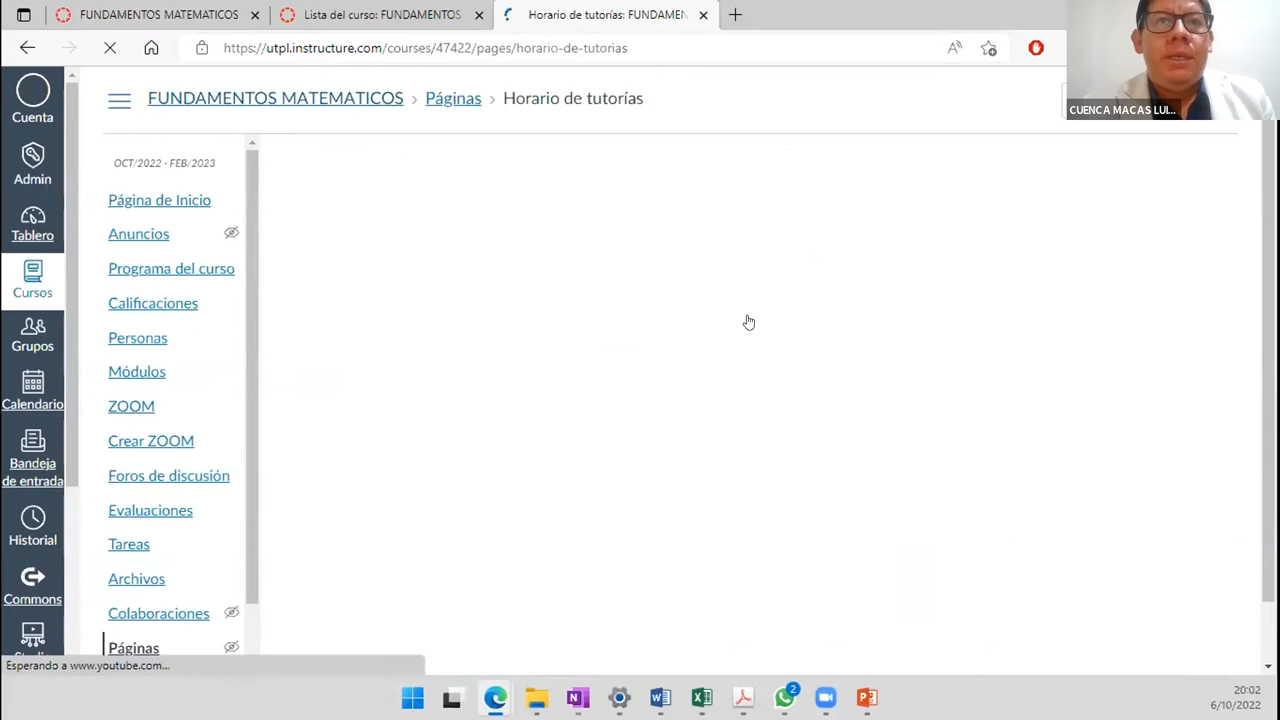 FUNDAMENTOS MATEMATICOS
Lista del curso: FUNDAMENTOS
Horario de tutorías: FUNDAMEN
https://utpl.instructure.com/courses/47422/pages/horario-de-tutorias
CUENCA MACAS LUI...
Cuenta
Admin
Tablero
Cursos
Grupos
Calendario
Bandeja
de entrada
Historial
Commons
FUNDAMENTOS MATEMATICOS > Páginas > Horario de tutorías
OCT/2022 - FEB/2023
Página de Inicio
Anuncios
Programa del curso
Calificaciones
Personas
Módulos
ZOOM
Crear ZOOM
Foros de discusión
Evaluaciones
Tareas
Archivos
Colaboraciones
Páginas
Esperando a www.youtube.com...
2
20:02
6/10/2022